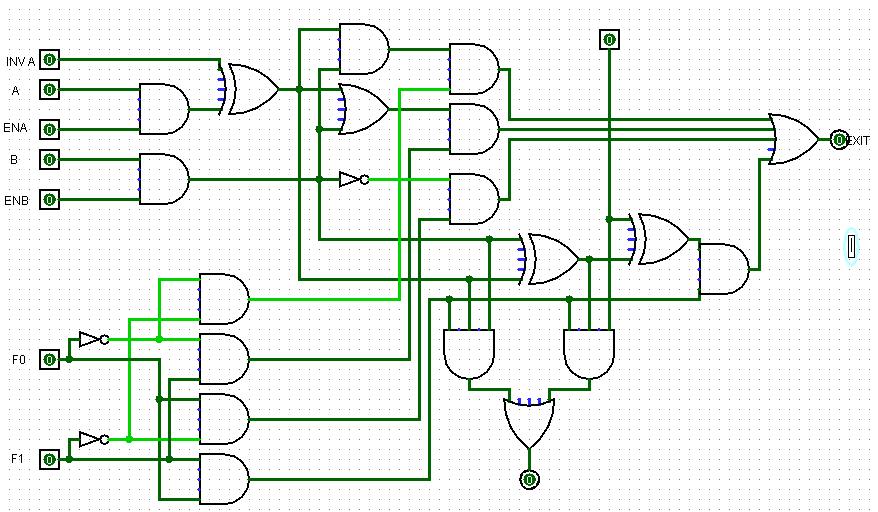 INV A 0
A 0
ENA 0
B 0
ENB 0
0
0 EXIT
F0 0
F1 0
0